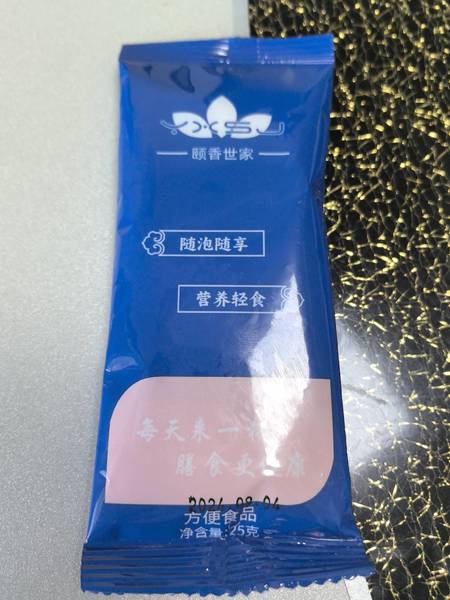 颐香世家
随泡随享
营养轻食
每天来一
膳食更
康
方便食品
净含量:25克